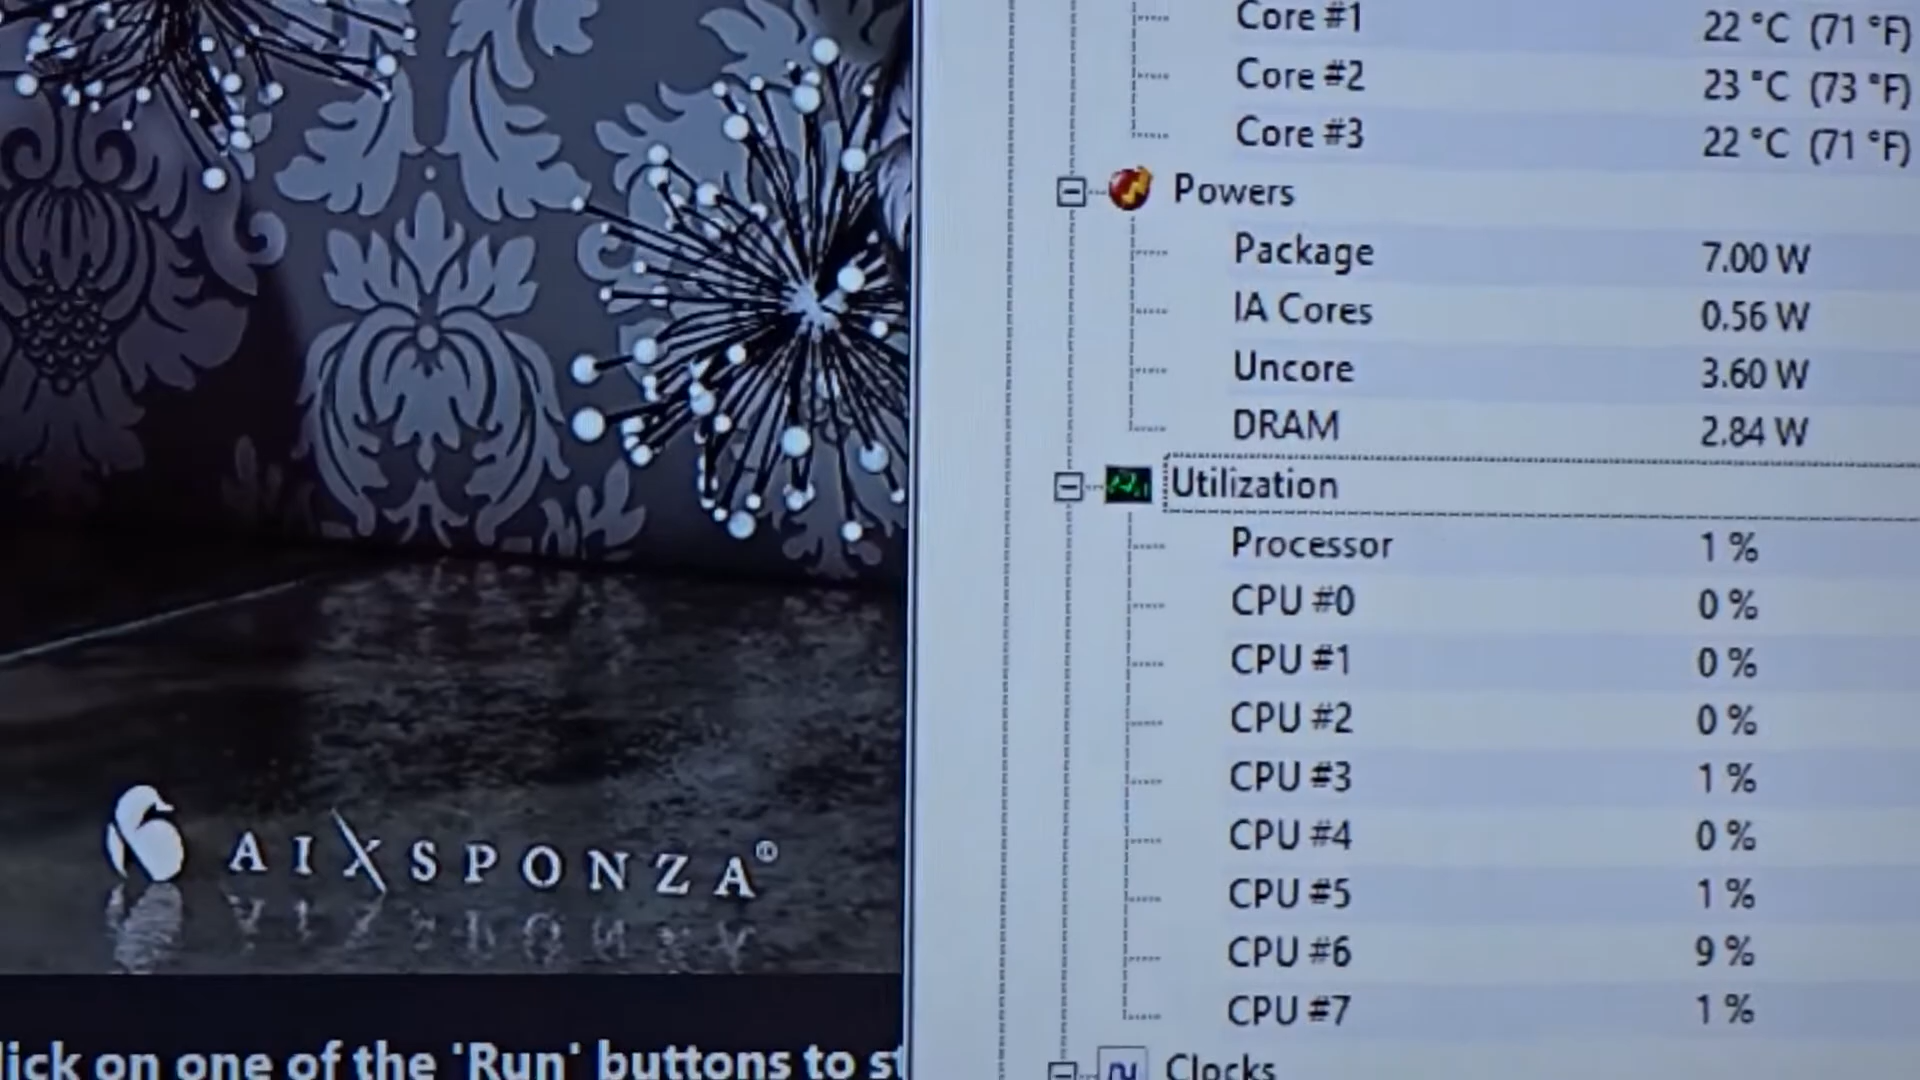 Core #1 22 °C (71 °F)
Core #2 23 °C (73 °F)
Core #3 22 °C (71 °F)
Powers
Package 7.00 W
IA Cores 0.56 W
Uncore 3.60 W
DRAM 2.84 W
Utilization
Processor 1 %
CPU #0 0 %
CPU #1 0 %
CPU #2 0 %
CPU #3 1 %
CPU #4 0 %
CPU #5 1 %
CPU #6 9 %
CPU #7 1 %
Clocks
AIXSPONZA®
lick on one of the 'Run' buttons to st